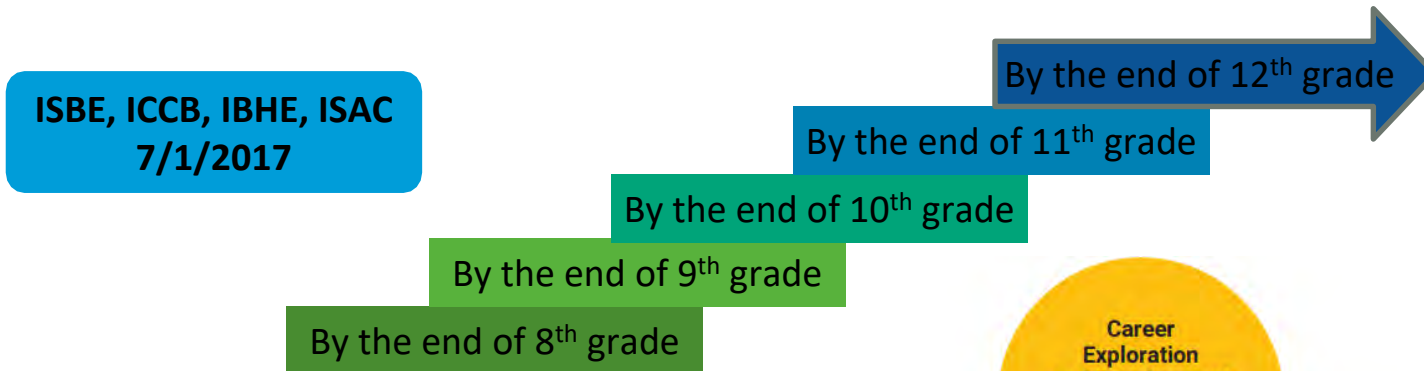 By the end of 12th grade
ISBE, ICCB, IBHE, ISAC
7/1/2017
By the end of 11th grade
By the end of 10th grade
By the end of 9th grade
By the end of 8th grade
Career
Exploration